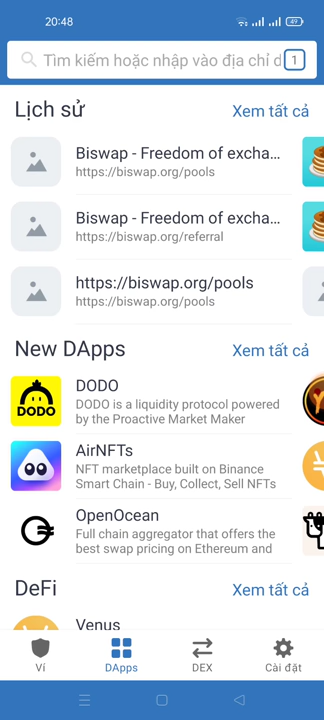 20:48
49
Tìm kiếm hoặc nhập vào địa chỉ d
1
Lịch sử
Xem tất cả
Biswap - Freedom of excha...
https://biswap.org/pools
Biswap - Freedom of excha...
https://biswap.org/referral
https://biswap.org/pools
https://biswap.org/pools
New DApps
Xem tất cả
DODO
DODO
DODO is a liquidity protocol powered
by the Proactive Market Maker
AirNFTs
NFT marketplace built on Binance
Smart Chain - Buy, Collect, Sell NFTs
OpenOcean
Full chain aggregator that offers the
best swap pricing on Ethereum and
DeFi
Xem tất cả
Venus
Ví
DApps
DEX
Cài đặt